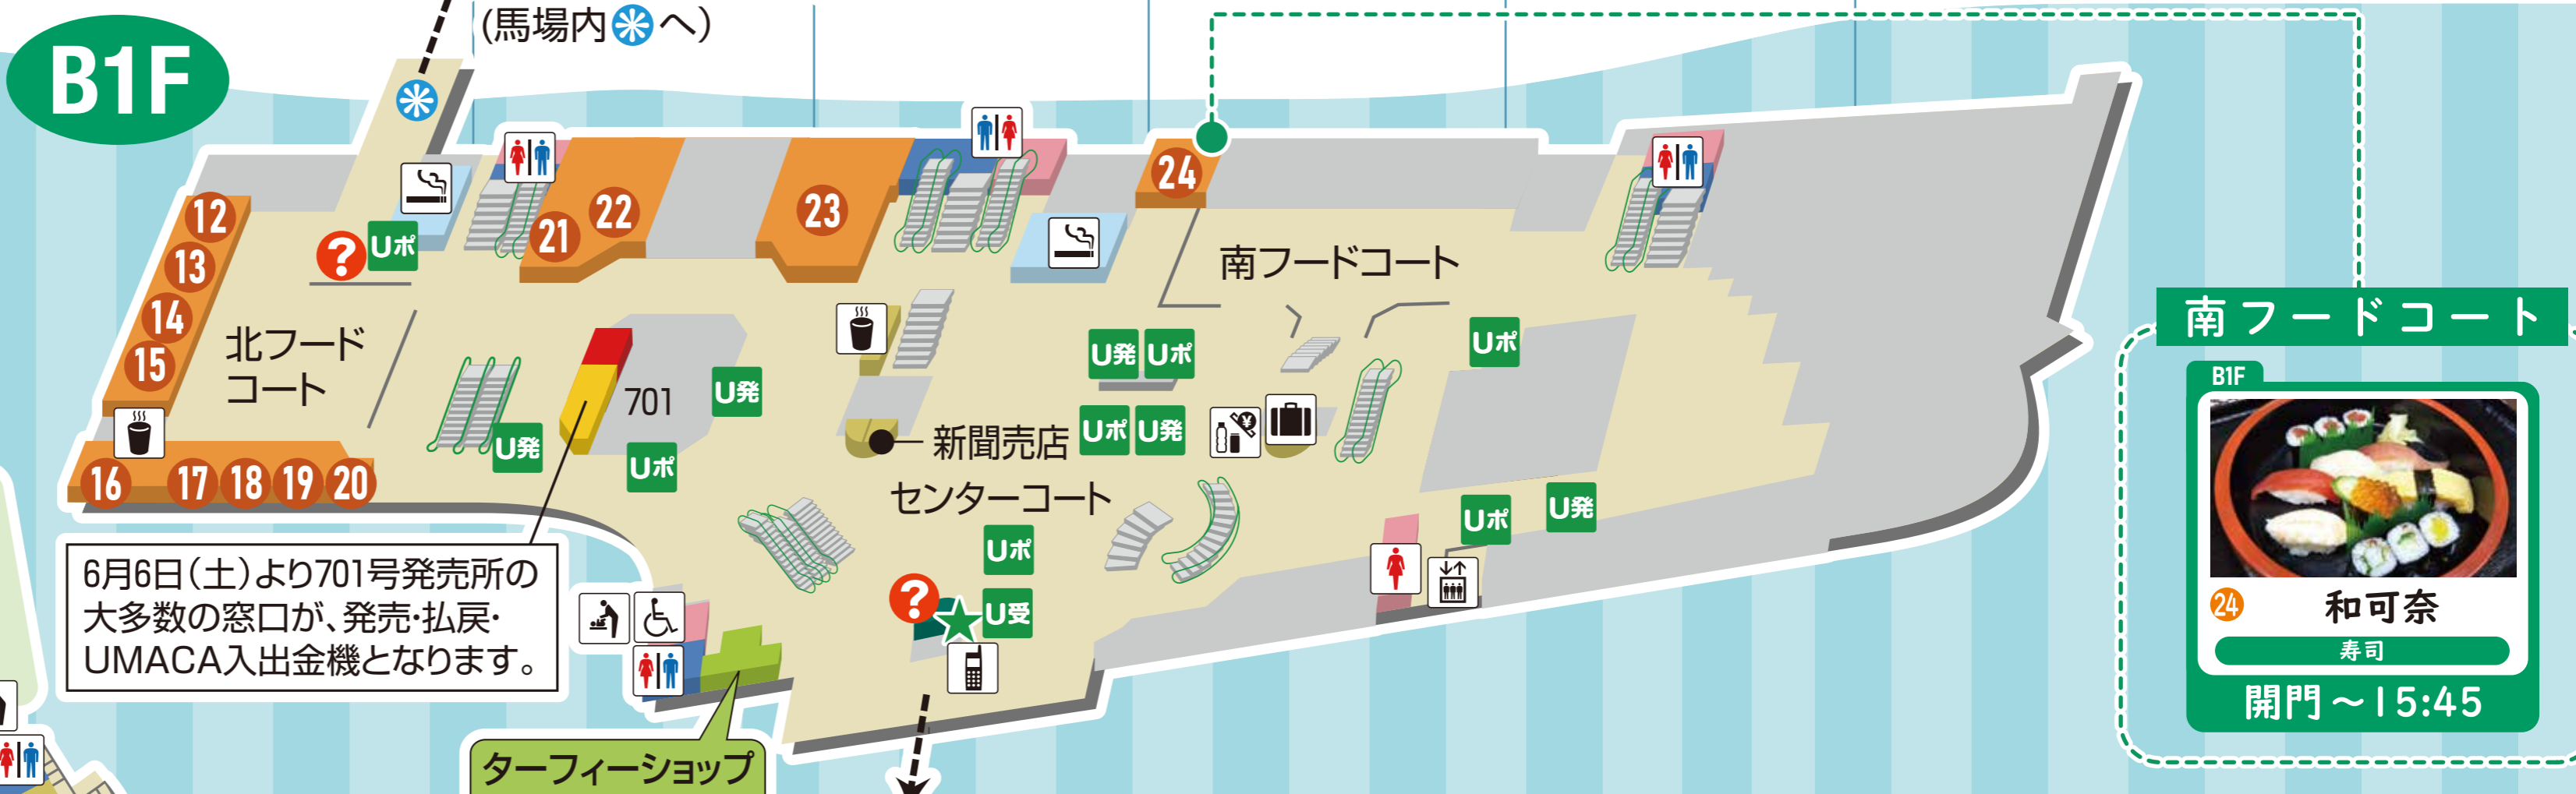 B1F
(馬場内 へ)
12
13
14
15
16
17
18
19
20
21
22
23
24
?
Uポ
北フード
コート
U発
701
Uポ
U発
新聞売店
センターコート
U発 Uポ
Uポ U発
¥
南フードコート
Uポ
Uポ
U発
Uポ
?
U受
6月6日(土)より701号発売所の
大多数の窓口が、発売・払戻・
UMACA入出金機となります。
ターフィーショップ
南フードコート
B1F
24 和可奈
寿司
開門～15:45